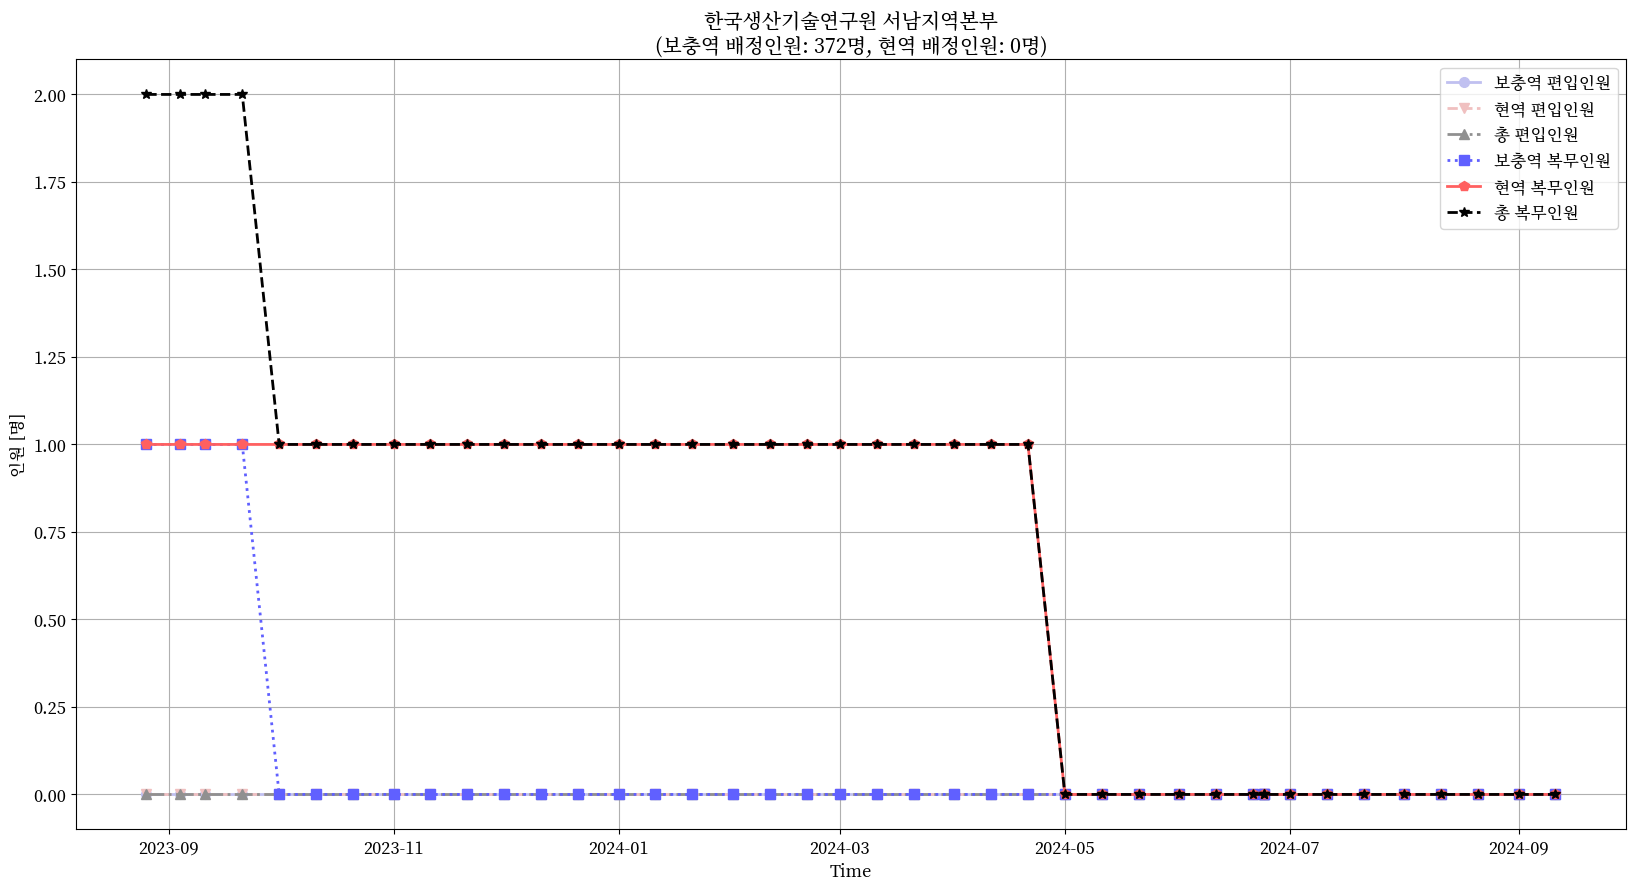 한국생산기술연구원 서남지역본부
(보충역 배정인원: 372명, 현역 배정인원: 0명)
보충역 편입인원
현역 편입인원
총 편입인원
보충역 복무인원
현역 복무인원
총 복무인원
인원 [명]
2.00
1.75
1.50
1.25
1.00
0.75
0.50
0.25
0.00
2023-09
2023-11
2024-01
2024-03
2024-05
2024-07
2024-09
Time